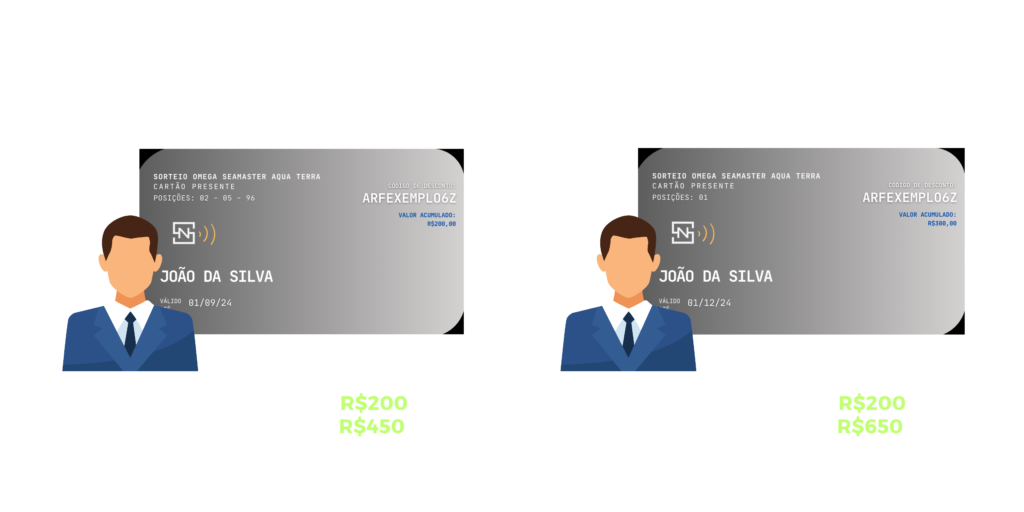 SORTEIO OMEGA SEAMASTER AQUA TERRA
CARTÃO PRESENTE
POSIÇÕES: 02 - 05 - 96
CÓDIGO DE DESCONTO:
ARFEXEMPLO6Z
VALOR ACUMULADO:
R$200,00
JOÃO DA SILVA
VÁLIDO
01/09/24
R$200
R$450
SORTEIO OMEGA SEAMASTER AQUA TERRA
CARTÃO PRESENTE
POSIÇÕES: 01
CÓDIGO DE DESCONTO:
ARFEXEMPLO6Z
VALOR ACUMULADO:
R$300,00
JOÃO DA SILVA
VÁLIDO
01/12/24
R$200
R$650